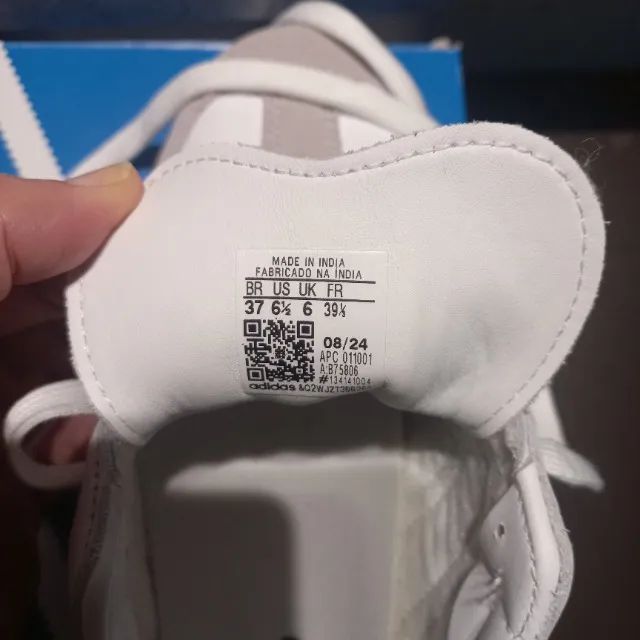 MADE IN INDIA
FABRICADO NA ÍNDIA
BR US UK FR
37 6½ 6 39⅓
08/24
APC 011001
A:B75806
#134141004
adidas